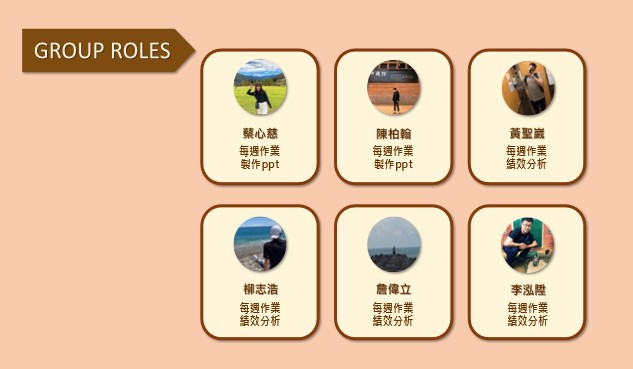 GROUP ROLES
蔡心慈
每週作業
製作ppt
陳柏翰
每週作業
製作ppt
黃聖崴
每週作業
績效分析
柳志浩
每週作業
績效分析
詹偉立
每週作業
績效分析
李泓陞
每週作業
績效分析